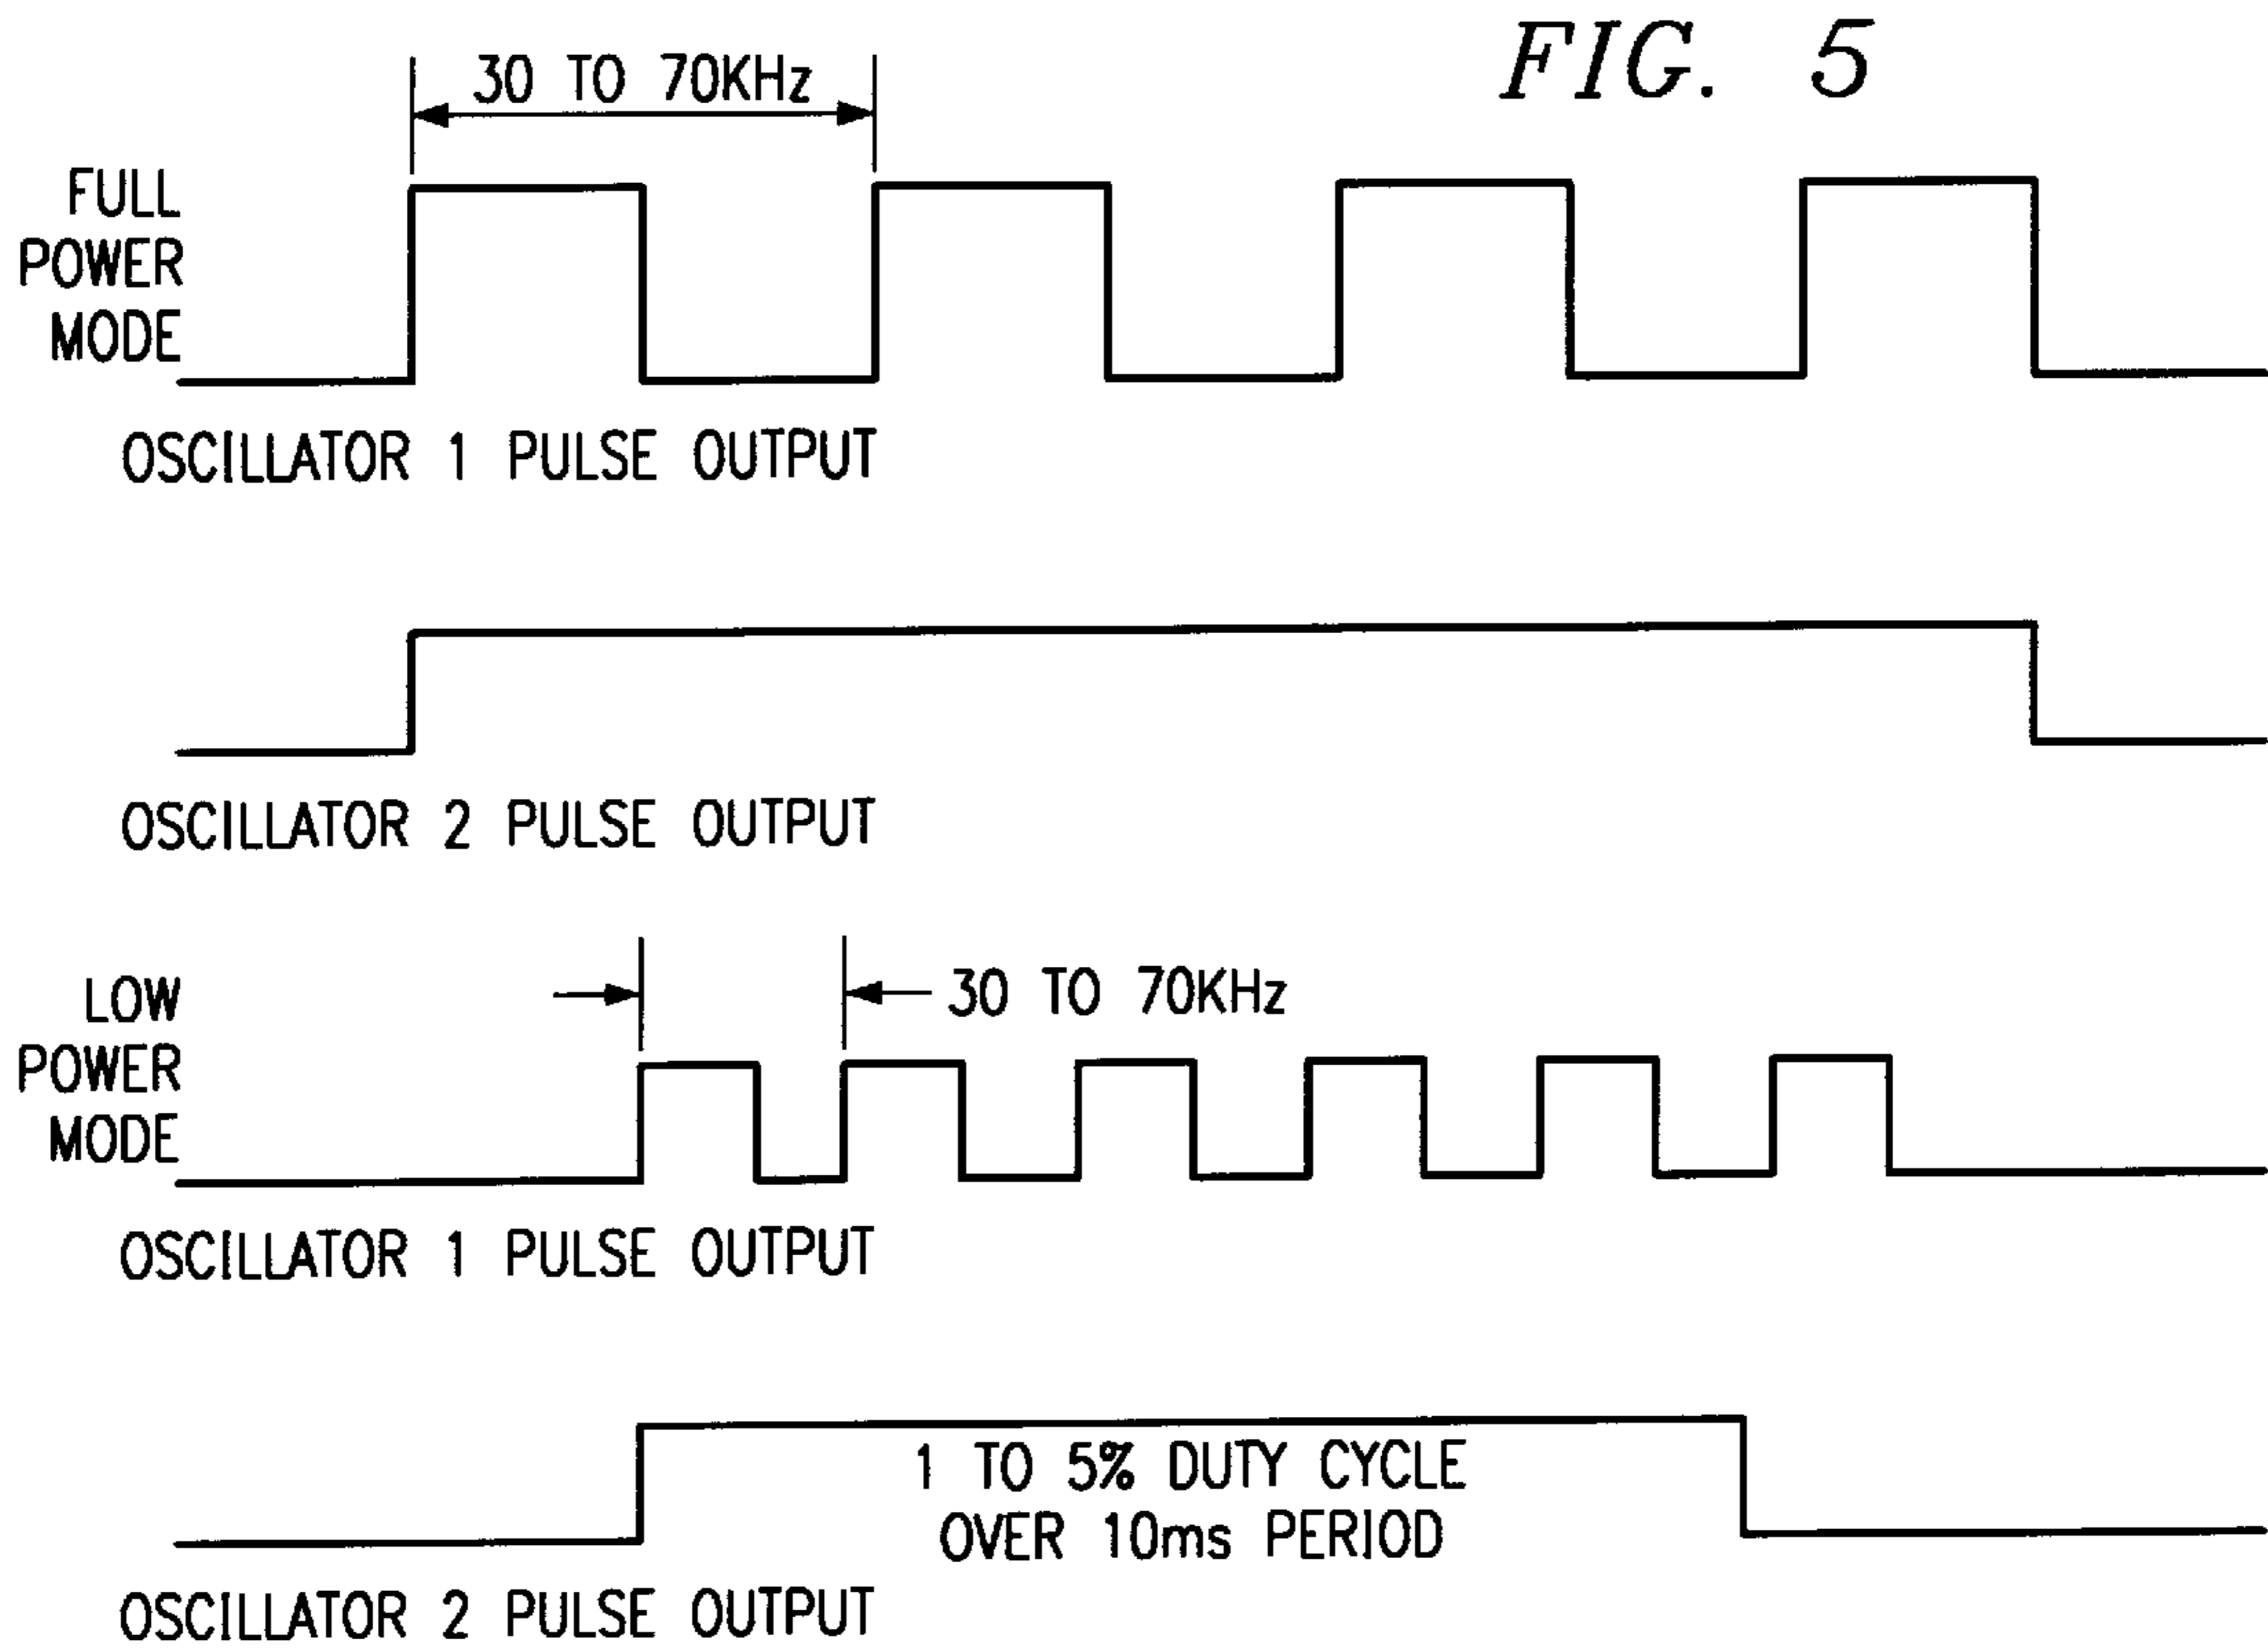 FIG. 5
30 TO 70KHz
FULL
POWER
MODE
OSCILLATOR 1 PULSE OUTPUT
OSCILLATOR 2 PULSE OUTPUT
30 TO 70KHz
LOW
POWER
MODE
OSCILLATOR 1 PULSE OUTPUT
1 TO 5% DUTY CYCLE
OVER 10ms PERIOD
OSCILLATOR 2 PULSE OUTPUT